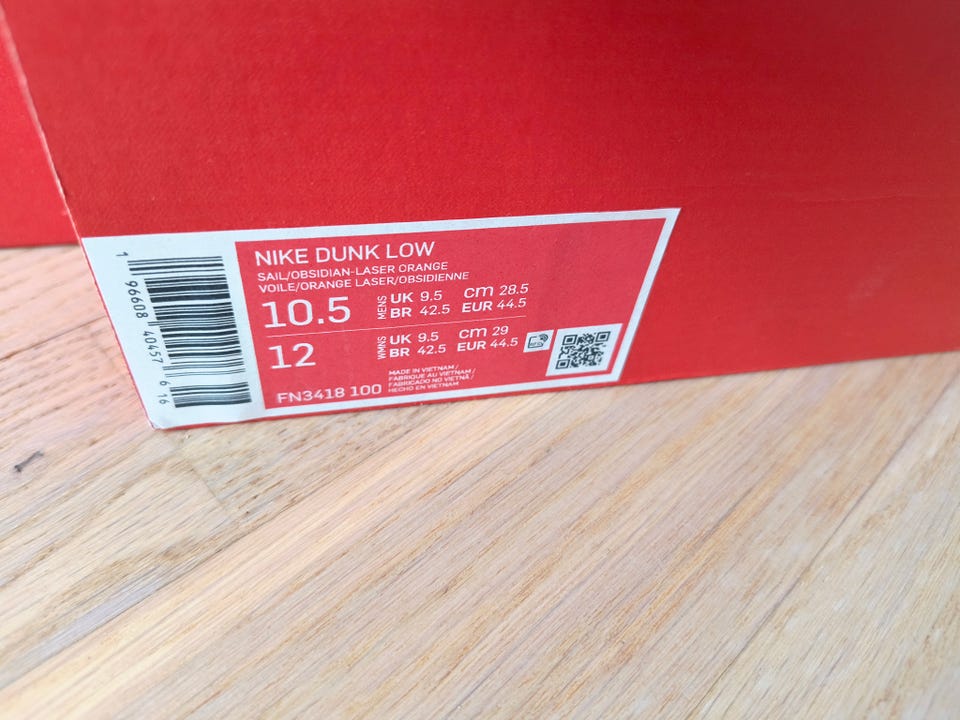 1 96608 40457 6 16
NIKE DUNK LOW
SAIL/OBSIDIAN-LASER ORANGE
VOILE/ORANGE LASER/OBSIDIENNE
10.5 MENS UK 9.5 cm 28.5
BR 42.5 EUR 44.5
12 WMNS UK 9.5 cm 29
BR 42.5 EUR 44.5
FN3418 100
MADE IN VIETNAM /
FABRIQUE AU VIETNAM /
FABRICADO NO VIETNÃ /
HECHO EN VIETNAM